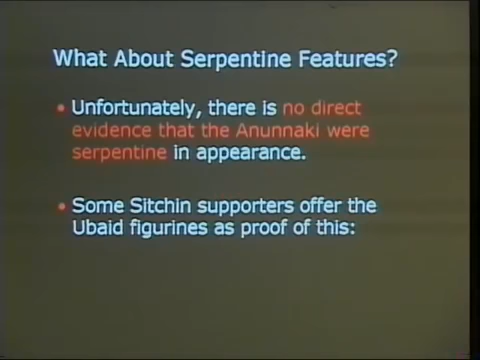 What About Serpentine Features?
• Unfortunately, there is no direct
evidence that the Anunnaki were
serpentine in appearance.
• Some Sitchin supporters offer the
Ubaid figurines as proof of this: